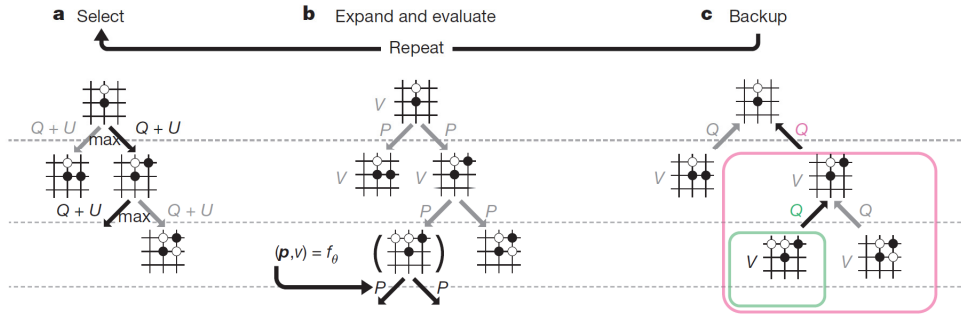 a Select
b Expand and evaluate
c Backup
Repeat
Q + U
max
Q + U
Q + U
max
Q + U
V
P
P
V
V
P
P
(p,v) = fθ
P
P
Q
Q
V
V
Q
Q
V
V